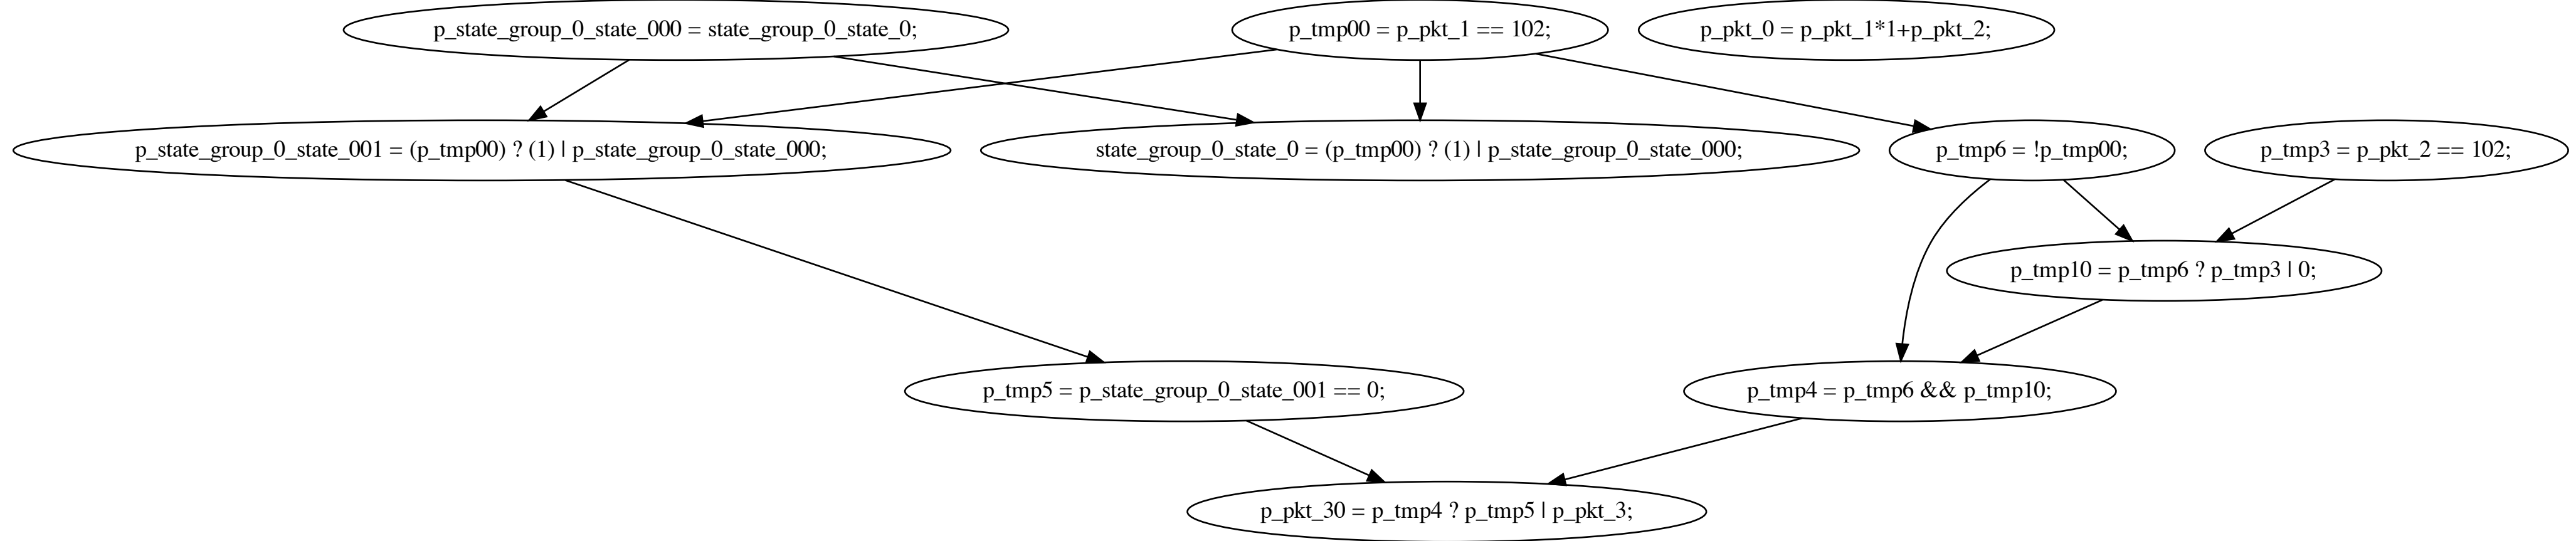 p_state_group_0_state_000 = state_group_0_state_0;
p_tmp00 = p_pkt_1 == 102;
p_pkt_0 = p_pkt_1*1+p_pkt_2;
p_state_group_0_state_001 = (p_tmp00) ? (1) | p_state_group_0_state_000;
state_group_0_state_0 = (p_tmp00) ? (1) | p_state_group_0_state_000;
p_tmp6 = !p_tmp00;
p_tmp3 = p_pkt_2 == 102;
p_tmp10 = p_tmp6 ? p_tmp3 | 0;
p_tmp5 = p_state_group_0_state_001 == 0;
p_tmp4 = p_tmp6 && p_tmp10;
p_pkt_30 = p_tmp4 ? p_tmp5 | p_pkt_3;